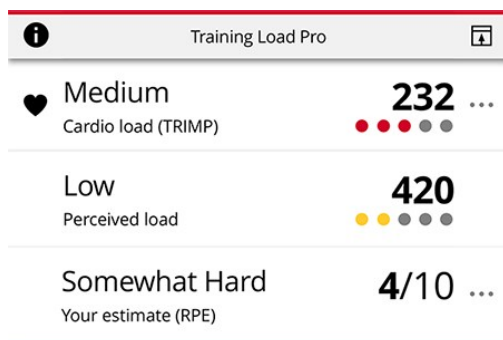 Training Load Pro
Medium 232
Cardio load (TRIMP)
Low 420
Perceived load
Somewhat Hard 4/10
Your estimate (RPE)